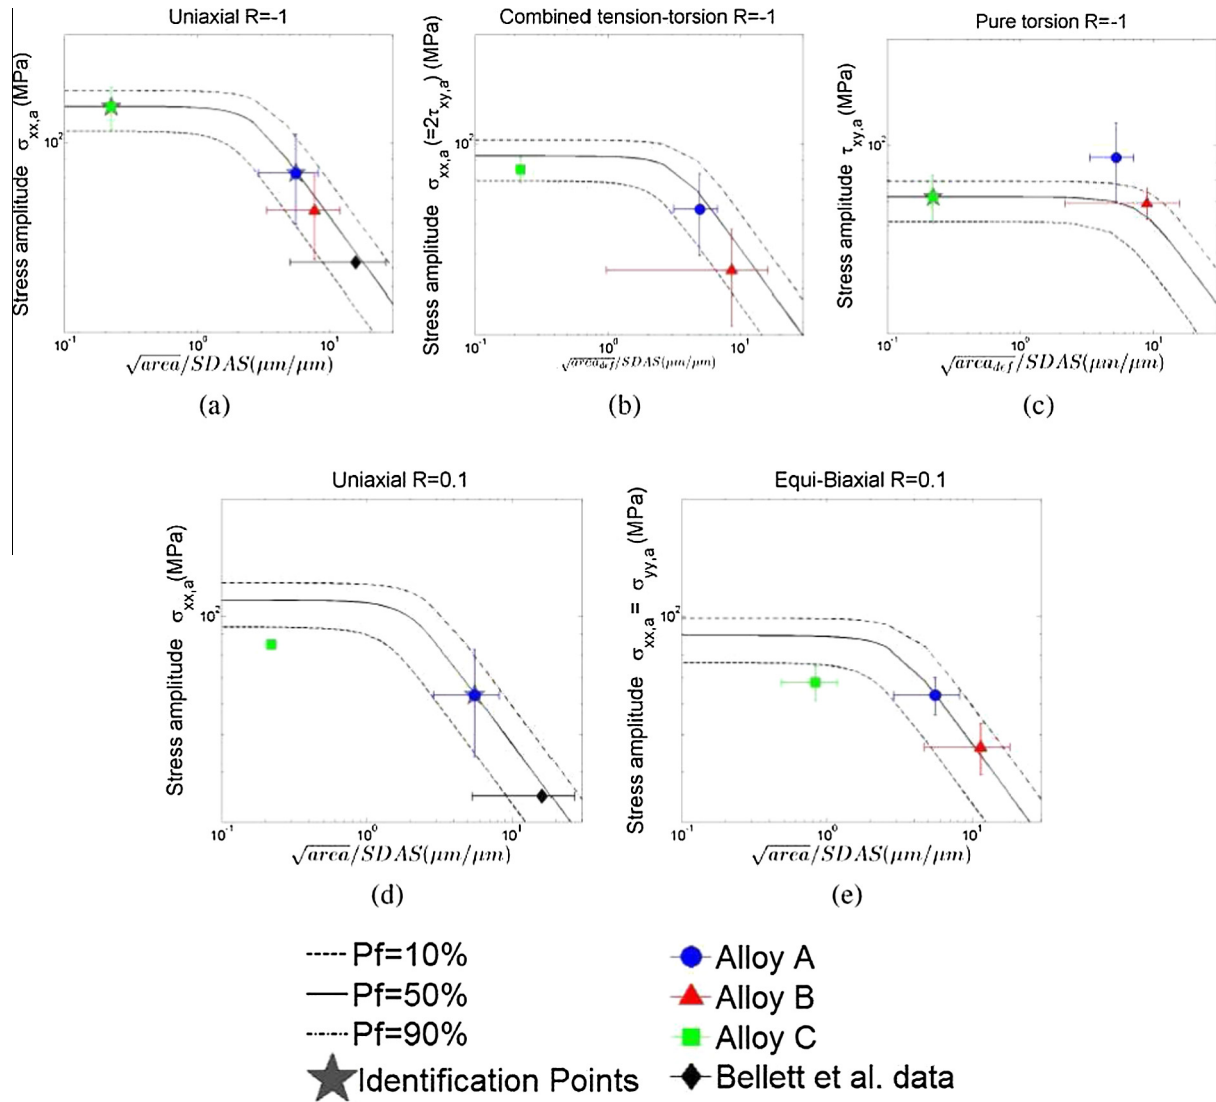 Uniaxial R=-1
Stress amplitude σxx,a (MPa)
10²
10⁻¹ 10⁰ 10¹
√area/SDAS(μm/μm)
(a)
Combined tension-torsion R=-1
Stress amplitude σxx,a (=2τxy,a) (MPa)
10²
10⁻¹ 10⁰ 10¹
√area_def/SDAS(μm/μm)
(b)
Pure torsion R=-1
Stress amplitude τxy,a (MPa)
10²
10⁻¹ 10⁰ 10¹
√area_def/SDAS(μm/μm)
(c)
Uniaxial R=0.1
Stress amplitude σxx,a (MPa)
10²
10⁻¹ 10⁰ 10¹
√area/SDAS(μm/μm)
(d)
Equi-Biaxial R=0.1
Stress amplitude σxx,a = σyy,a (MPa)
10²
10⁻¹ 10⁰ 10¹
√area/SDAS(μm/μm)
(e)
Pf=10%
Pf=50%
Pf=90%
Identification Points
Alloy A
Alloy B
Alloy C
Bellett et al. data